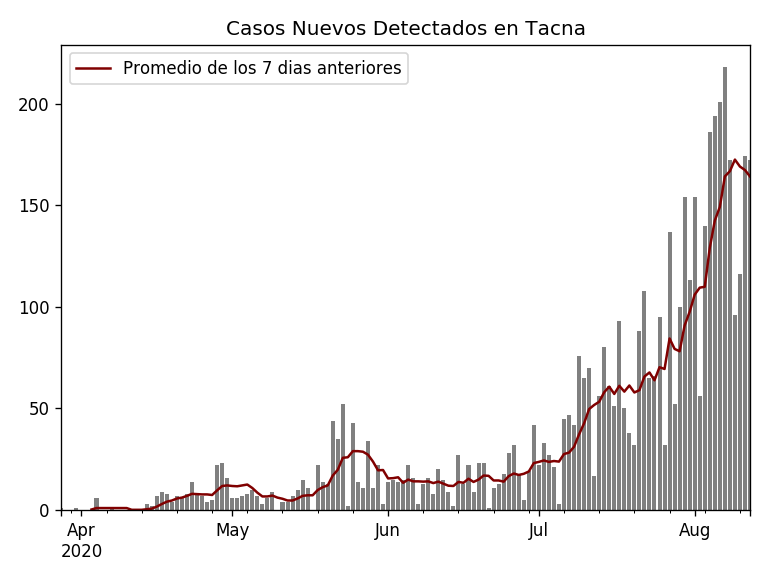 Casos Nuevos Detectados en Tacna
Promedio de los 7 dias anteriores
200
150
100
50
0
Apr May Jun Jul Aug
2020